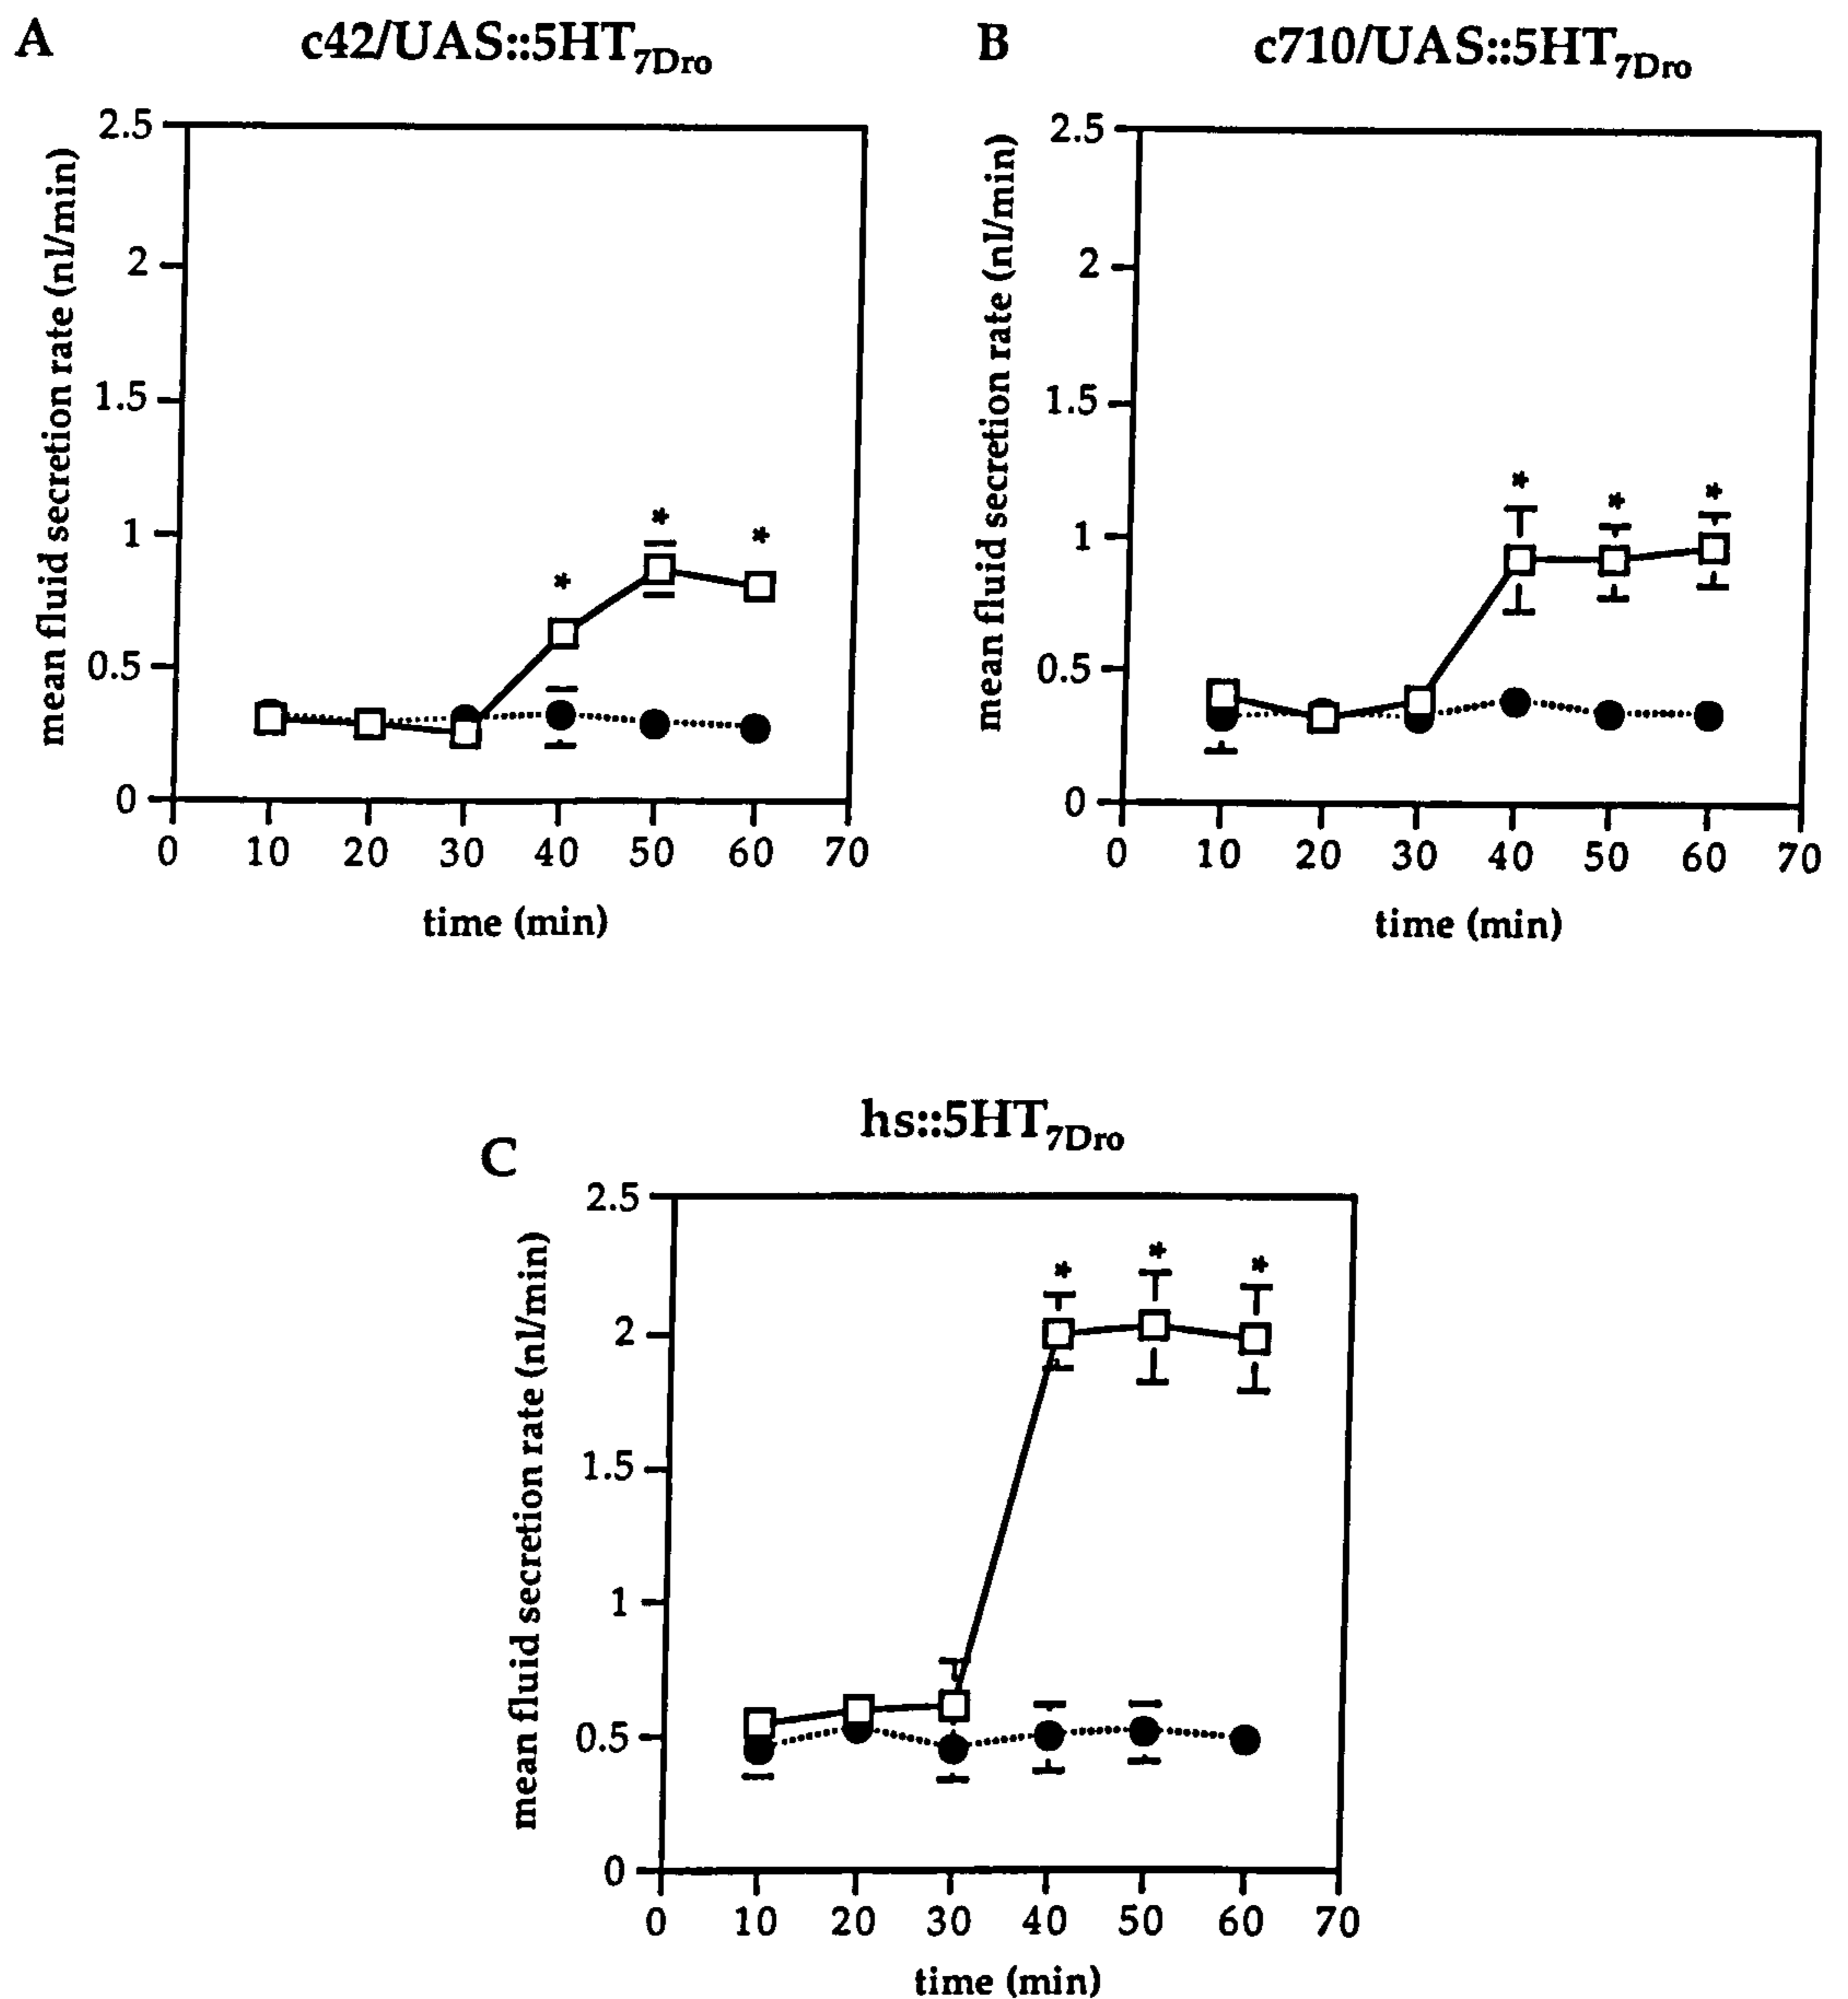 A
c42/UAS::5HT7Dro
mean fluid secretion rate (nl/min)
2.5
2
1.5
1
0.5
0
* * *
0 10 20 30 40 50 60 70
time (min)
B
c710/UAS::5HT7Dro
mean fluid secretion rate (nl/min)
2.5
2
1.5
1
0.5
0
* * *
0 10 20 30 40 50 60 70
time (min)
C
hs::5HT7Dro
mean fluid secretion rate (nl/min)
2.5
2
1.5
1
0.5
0
* * *
0 10 20 30 40 50 60 70
time (min)